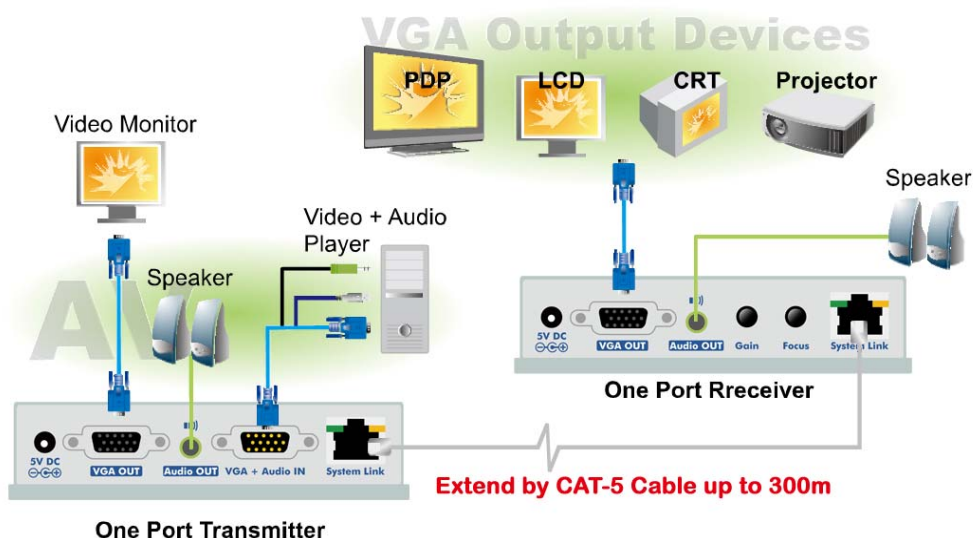 VGA Output Devices
PDP
LCD
CRT
Projector
Video Monitor
Speaker
Video + Audio
Player
Speaker
AV
5V DC
VGA OUT
Audio OUT
Gain
Focus
System Link
One Port Rreceiver
5V DC
VGA OUT
Audio OUT
VGA + Audio IN
System Link
Extend by CAT-5 Cable up to 300m
One Port Transmitter